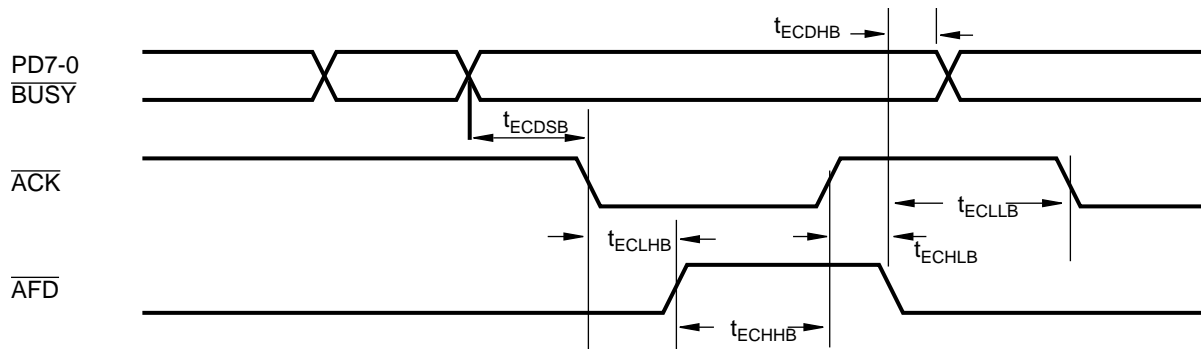 tECDHB
PD7-0
BUSY
tECDSB
ACK
tECLLB
tECLHB
tECHLB
AFD
tECHHB